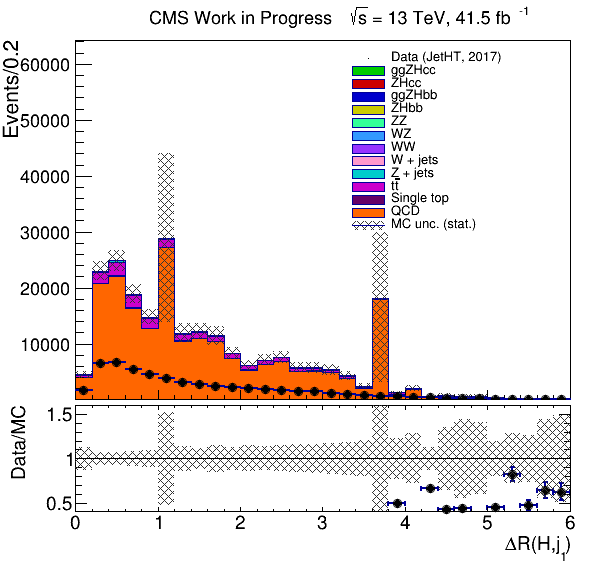 CMS Work in Progress √s = 13 TeV, 41.5 fb⁻¹
Events/0.2
60000
50000
40000
30000
20000
10000
Data (JetHT, 2017)
ggZHcc
ZHcc
ggZHbb
ZHbb
ZZ
WZ
WW
W + jets
Z + jets
tt̄
Single top
QCD
MC unc. (stat.)
Data/MC
1.5
1
0.5
0 1 2 3 4 5 6
ΔR(H,j₁)